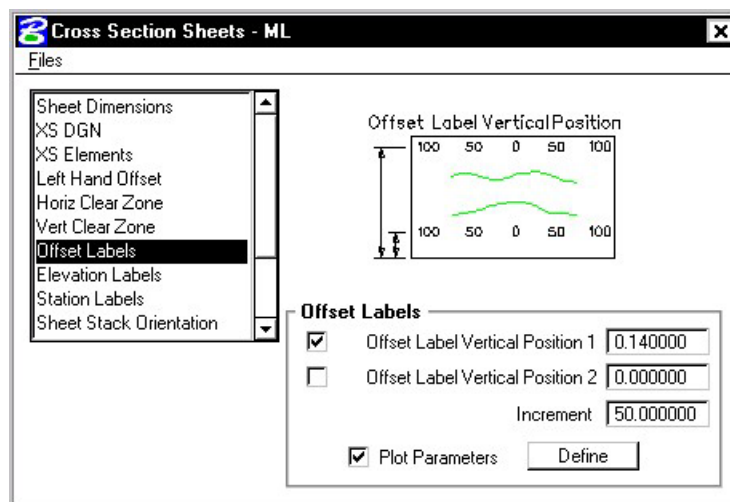 Cross Section Sheets - ML
Files
Sheet Dimensions
XS DGN
XS Elements
Left Hand Offset
Horiz Clear Zone
Vert Clear Zone
Offset Labels
Elevation Labels
Station Labels
Sheet Stack Orientation
Offset Label Vertical Position
100 50 0 50 100
100 50 0 50 100
Offset Labels
Offset Label Vertical Position 1 0.140000
Offset Label Vertical Position 2 0.000000
Increment 50.000000
Plot Parameters Define